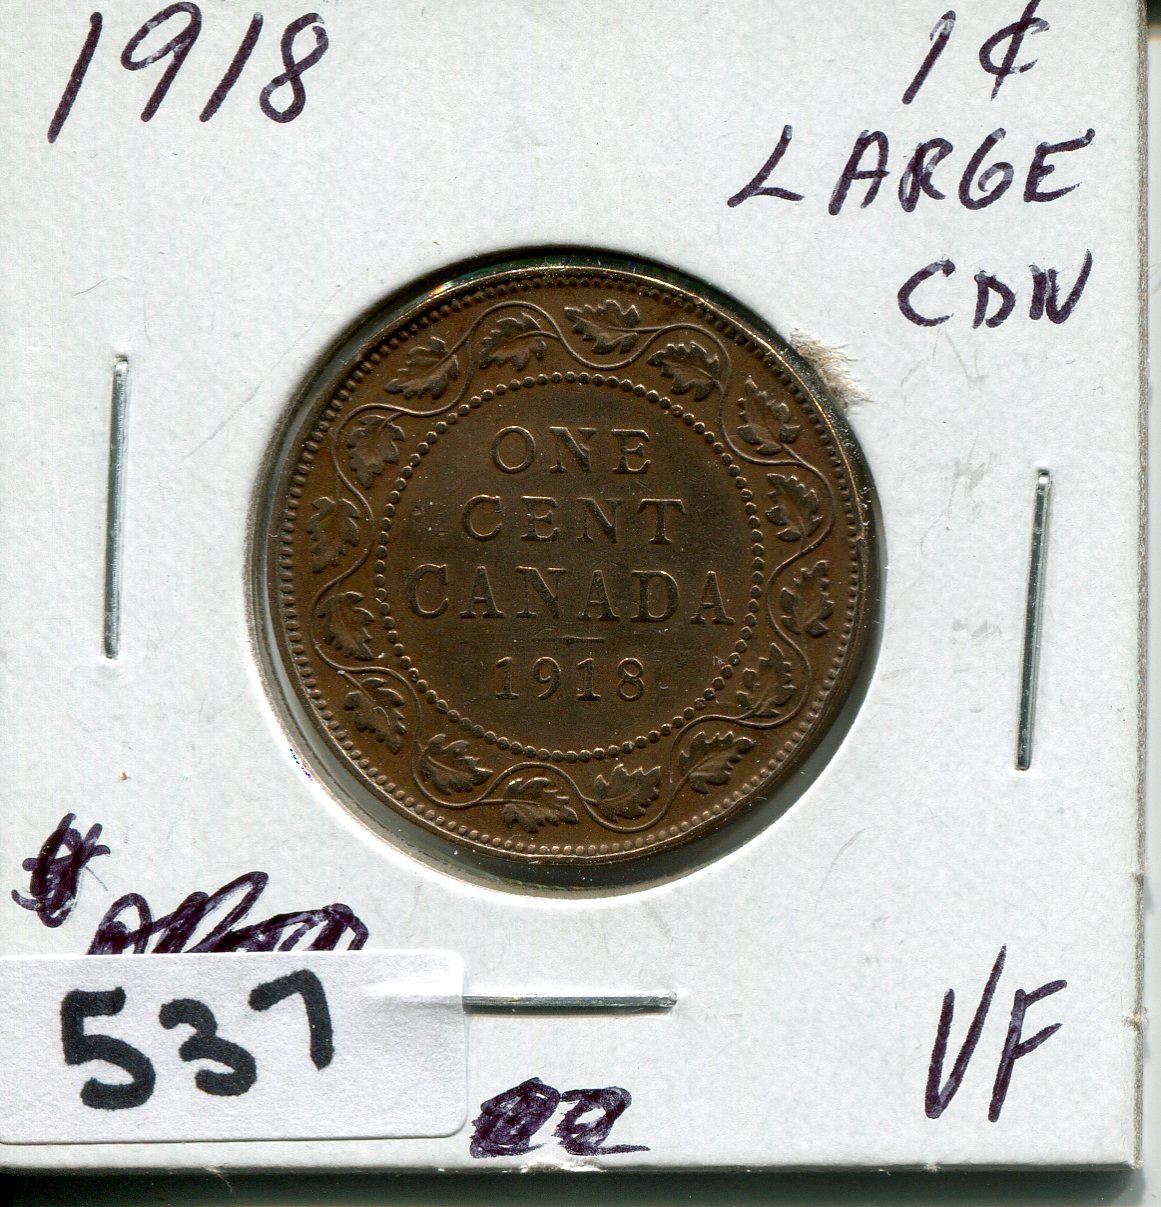 1918
1¢
LARGE
CDN
ONE
CENT
CANADA
1918
537
VF